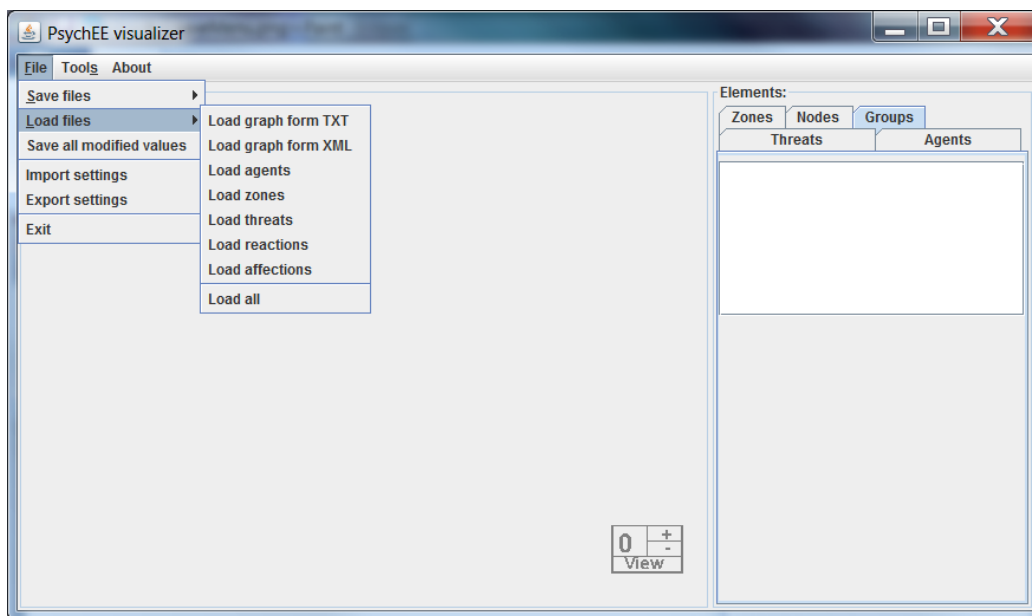 PsychEE visualizer
File Tools About
Save files
Load files
Save all modified values
Import settings
Export settings
Exit
Load graph form TXT
Load graph form XML
Load agents
Load zones
Load threats
Load reactions
Load affections
Load all
Elements:
Zones Nodes Groups
Threats Agents
0 + -
View